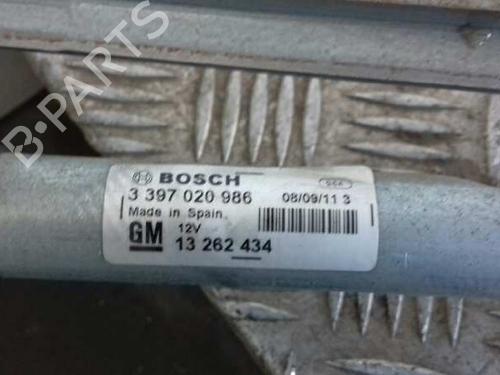 B-PARTS
BOSCH
3 397 020 986 08/09/11 3
Made in Spain
GM 12V
13 262 434